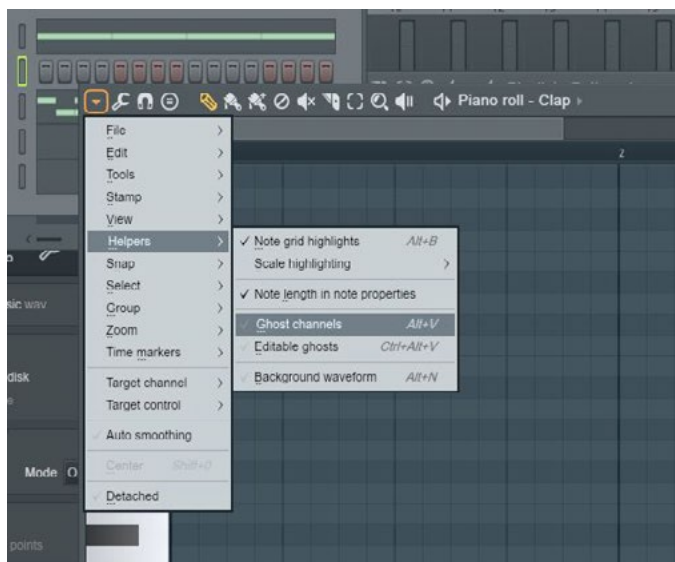 Piano roll - Clap
File
Edit
Tools
Stamp
View
Helpers
Snap
Select
Group
Zoom
Time markers
Target channel
Target control
Auto smoothing
Center Shift+0
Detached
Note grid highlights Alt+B
Scale highlighting
Note length in note properties
Ghost channels Alt+V
Editable ghosts Ctrl+Alt+V
Background waveform Alt+N
2
sic wav
disk
Mode O
points